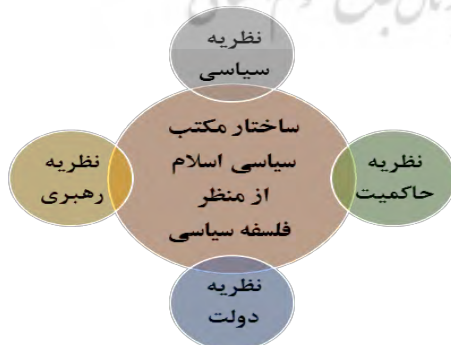 نظریه
سیاسی
ساختار مکتب
سیاسی اسلام
از منظر
فلسفه سیاسی
نظریه
حاکمیت
نظریه
رهبری
نظریه
دولت